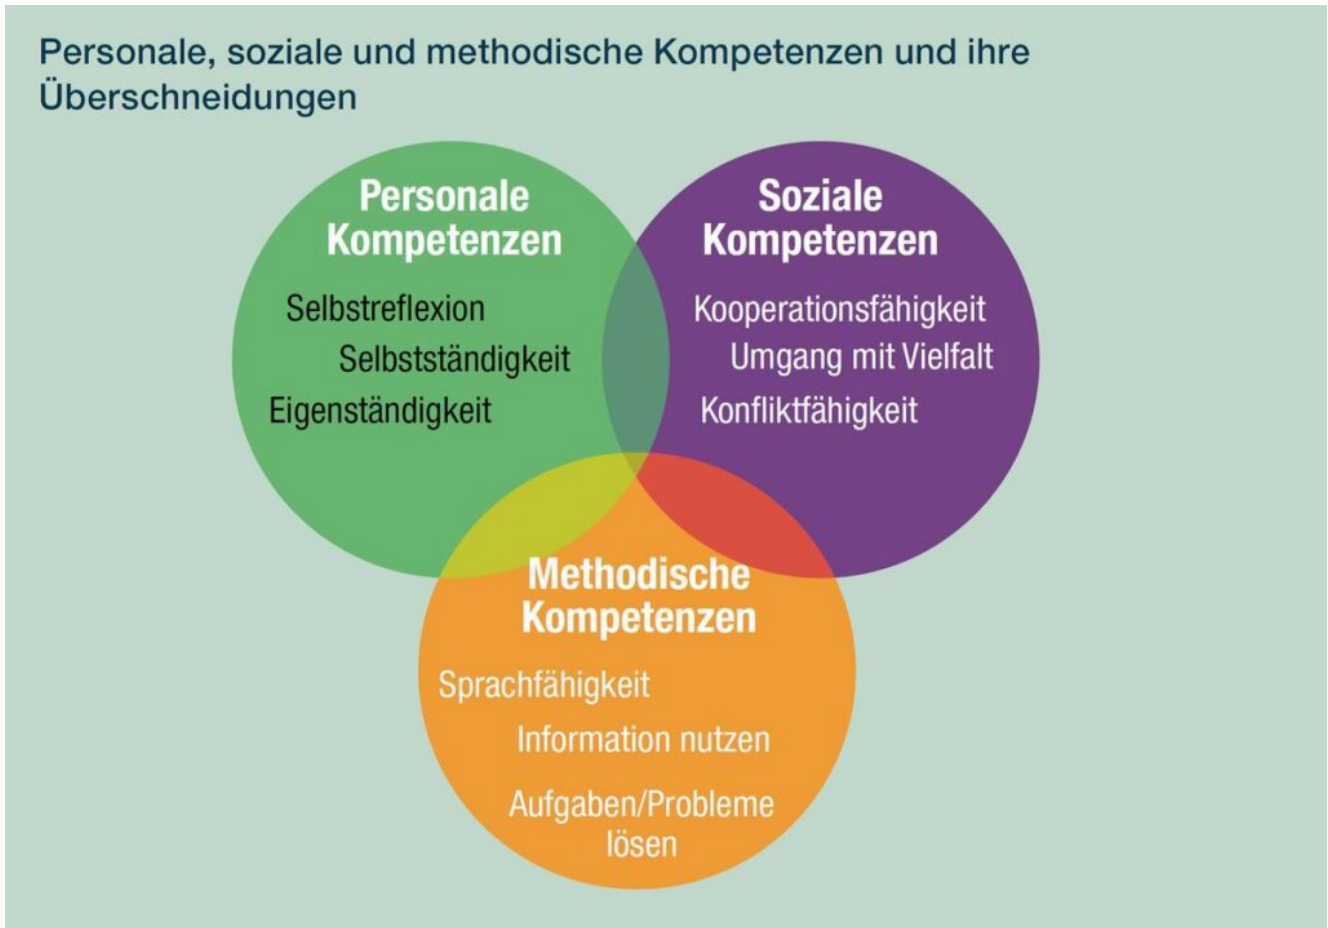 Personale, soziale und methodische Kompetenzen und ihre
Überschneidungen
Personale
Kompetenzen
Selbstreflexion
Selbstständigkeit
Eigenständigkeit
Soziale
Kompetenzen
Kooperationsfähigkeit
Umgang mit Vielfalt
Konfliktfähigkeit
Methodische
Kompetenzen
Sprachfähigkeit
Information nutzen
Aufgaben/Probleme
lösen